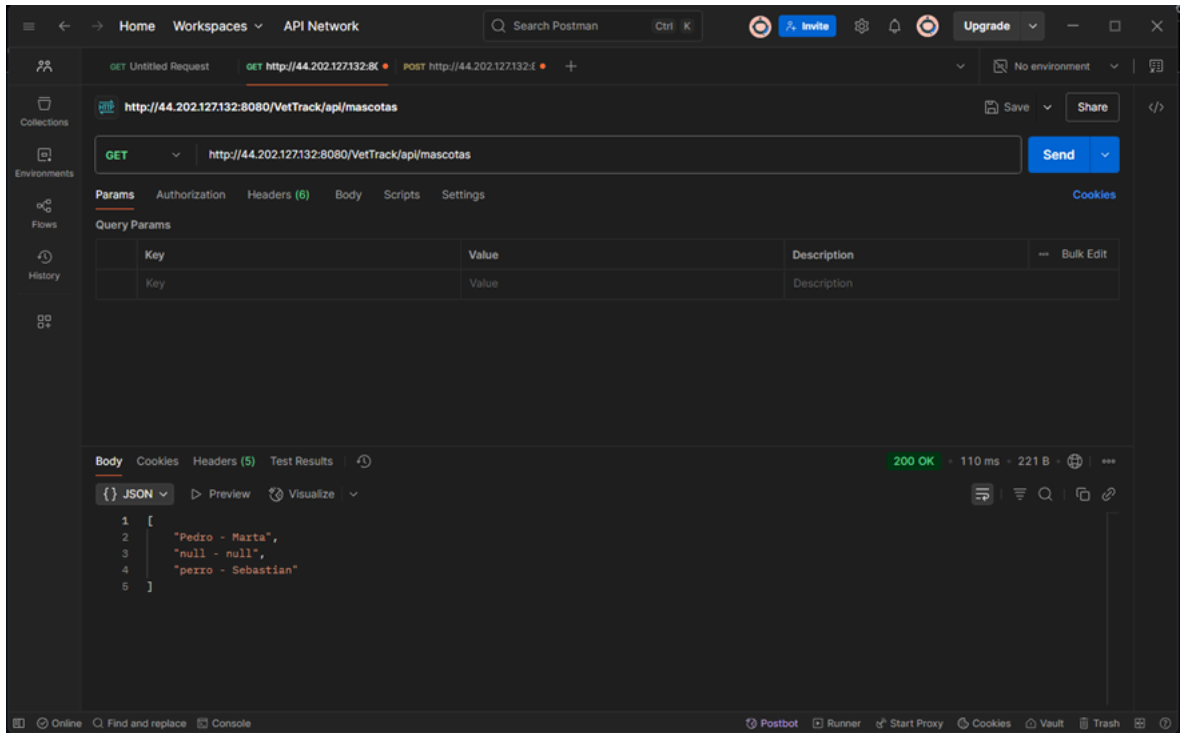 Home Workspaces API Network Search Postman Ctrl K Invite Upgrade
GET Untitled Request GET http://44.202.127.132:8( POST http://44.202.127.132:8 No environment
Collections
http://44.202.127.132:8080/VetTrack/api/mascotas Save Share
Environments
GET http://44.202.127.132:8080/VetTrack/api/mascotas Send
Params Authorization Headers (6) Body Scripts Settings Cookies
Flows
Query Params
History
Key Value Description Bulk Edit
Key Value Description
Body Cookies Headers (5) Test Results 200 OK 110 ms 221 B
{} JSON Preview Visualize
1 [
2 "Pedro - Marta",
3 "null - null",
4 "perro - Sebastian"
5 ]
Online Find and replace Console Postbot Runner Start Proxy Cookies Vault Trash